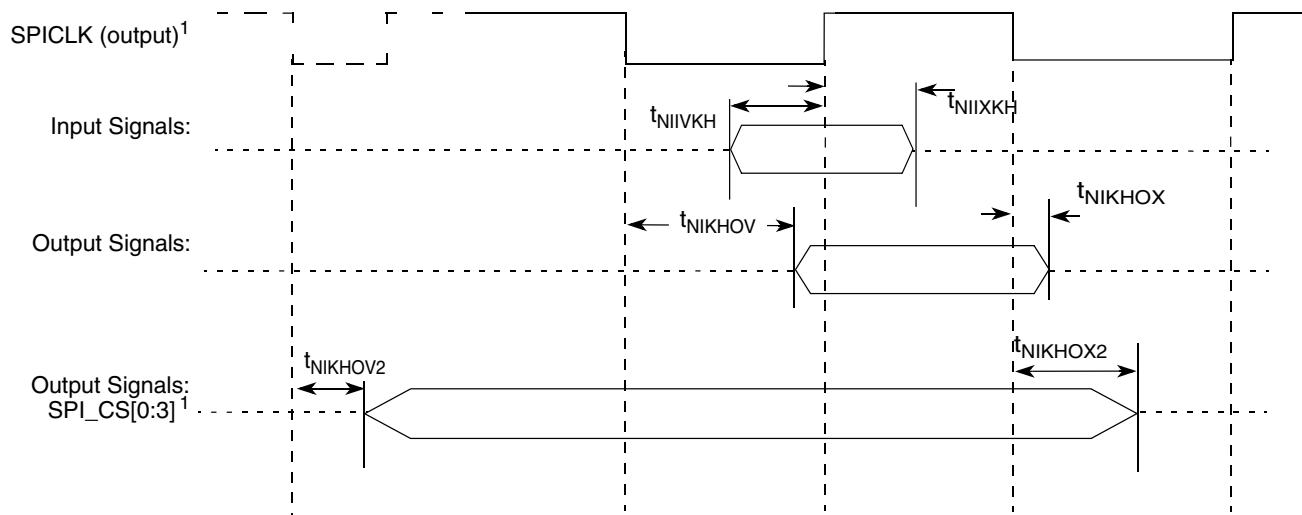 SPICLK (output)1
Input Signals:
tNIIVKH
tNIIXKH
Output Signals:
tNIKHOV
tNIKHOX
Output Signals:
SPI_CS[0:3] 1
tNIKHOV2
tNIKHOX2